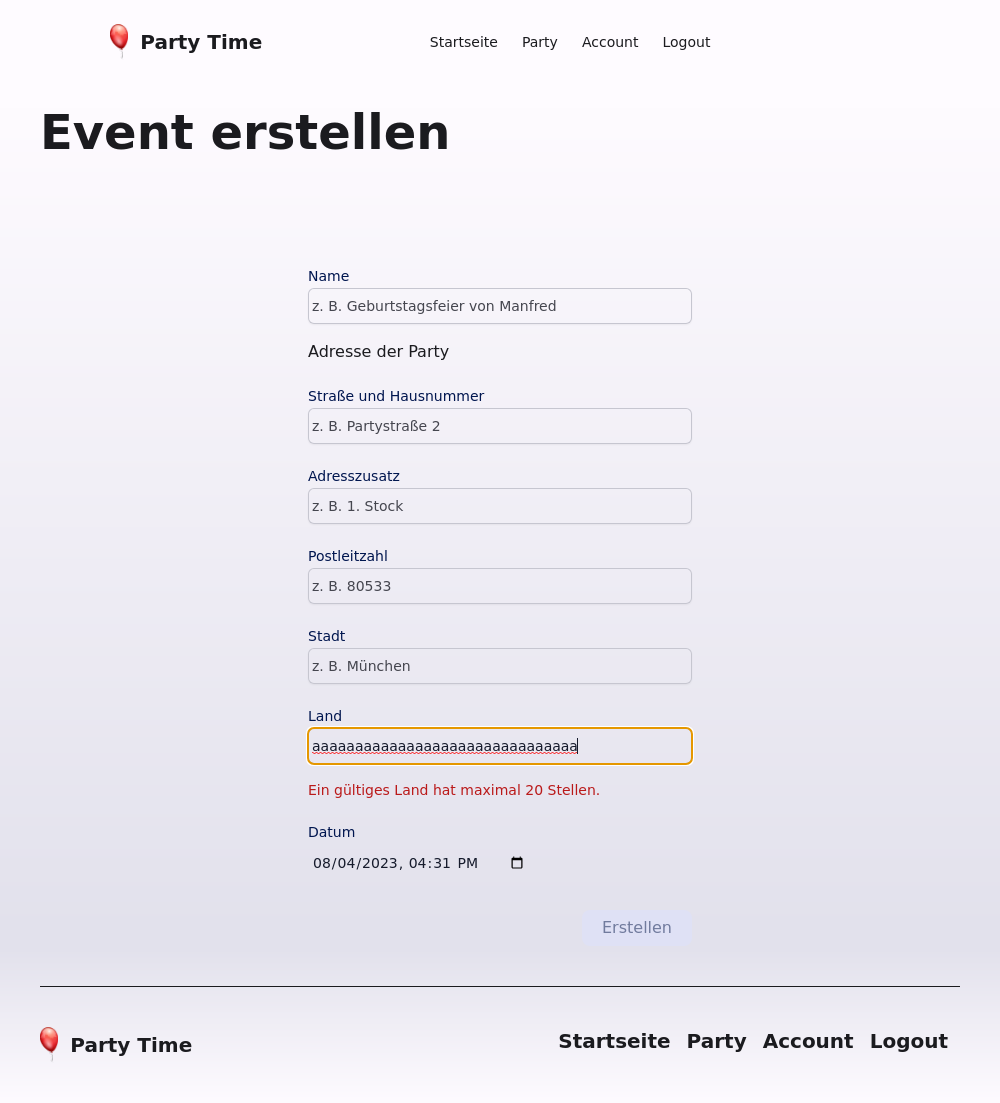 Party Time
Startseite Party Account Logout
Event erstellen
Name
z. B. Geburtstagsfeier von Manfred
Adresse der Party
Straße und Hausnummer
z. B. Partystraße 2
Adresszusatz
z. B. 1. Stock
Postleitzahl
z. B. 80533
Stadt
z. B. München
Land
aaaaaaaaaaaaaaaaaaaaaaaaaaaaaaa
Ein gültiges Land hat maximal 20 Stellen.
Datum
08/04/2023, 04:31 PM
Erstellen
Party Time
Startseite Party Account Logout